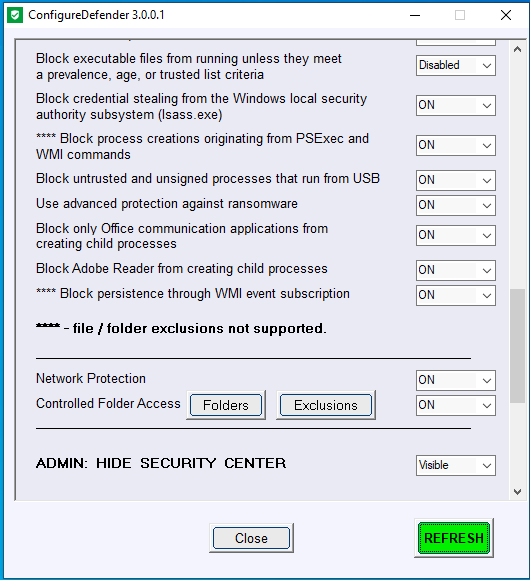 ConfigureDefender 3.0.0.1
Block executable files from running unless they meet
a prevalence, age, or trusted list criteria
Disabled
Block credential stealing from the Windows local security
authority subsystem (lsass.exe)
ON
**** Block process creations originating from PSExec and
WMI commands
ON
Block untrusted and unsigned processes that run from USB
ON
Use advanced protection against ransomware
ON
Block only Office communication applications from
creating child processes
ON
Block Adobe Reader from creating child processes
ON
**** Block persistence through WMI event subscription
ON
**** - file / folder exclusions not supported.
Network Protection
ON
Controlled Folder Access
Folders
Exclusions
ON
ADMIN: HIDE SECURITY CENTER
Visible
Close
REFRESH